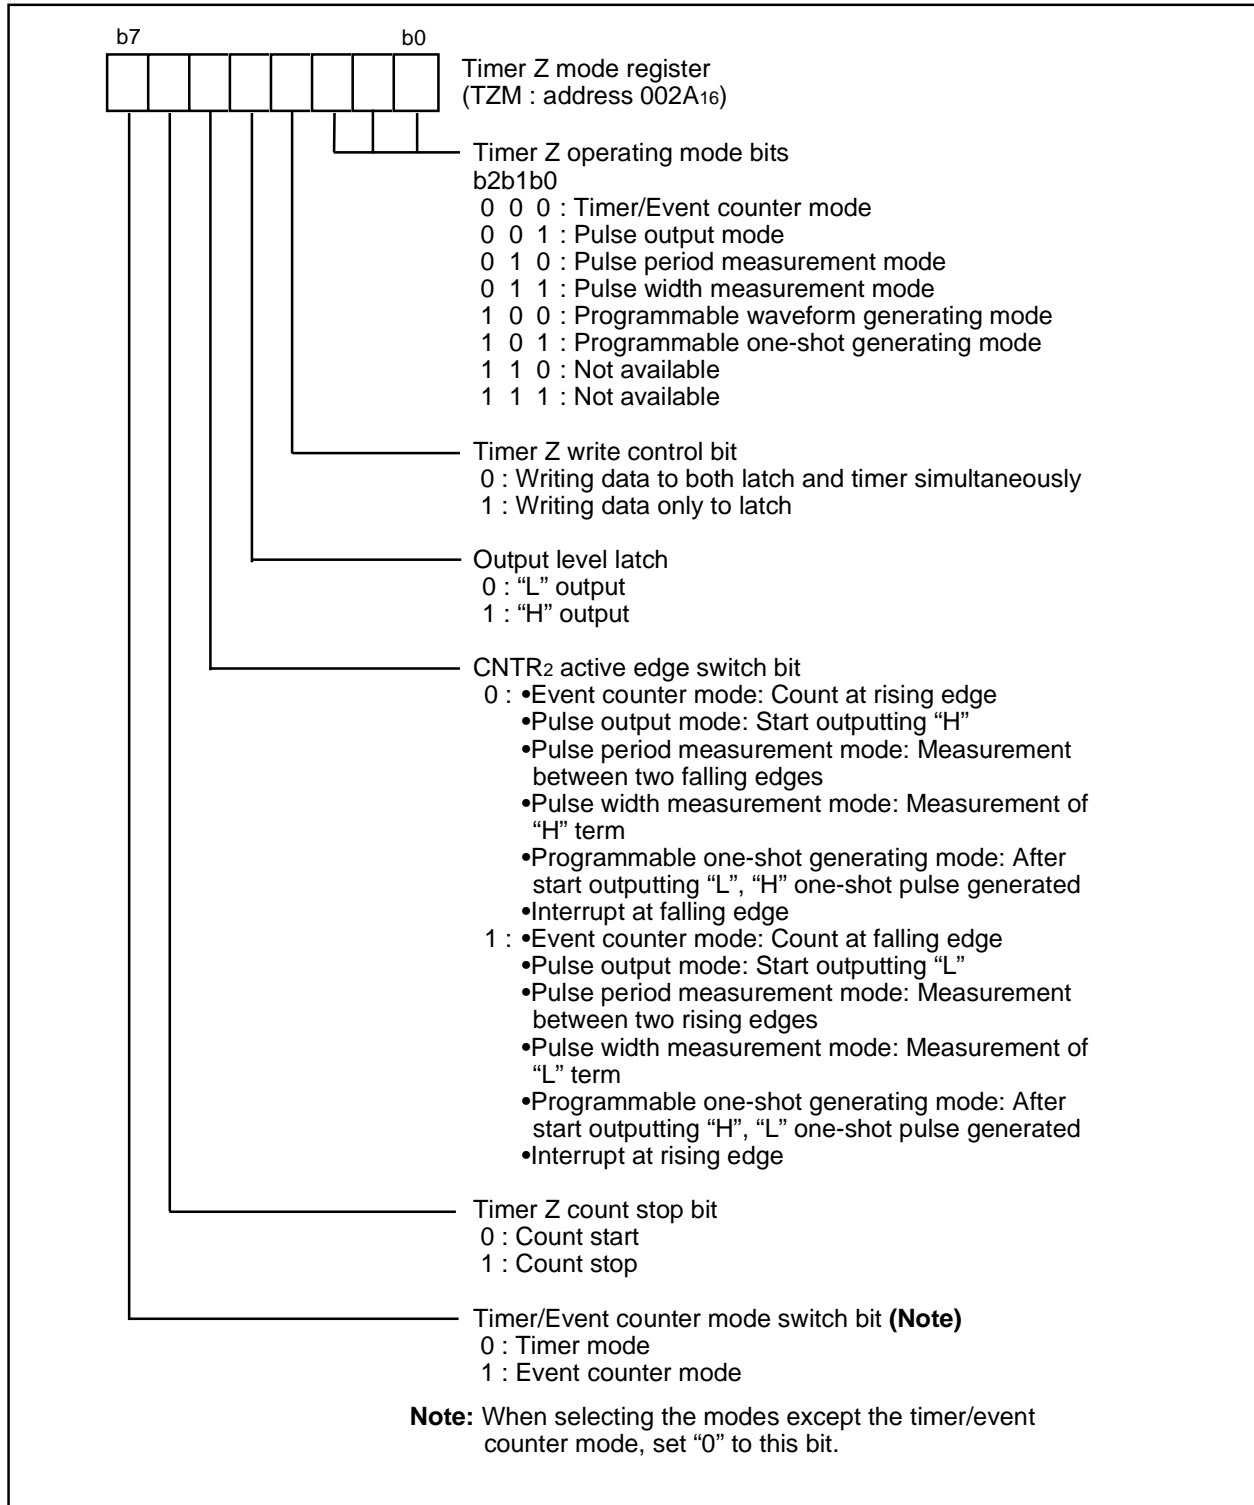 b7 b0
Timer Z mode register
(TZM : address 002A16)
Timer Z operating mode bits
b2b1b0
0 0 0 : Timer/Event counter mode
0 0 1 : Pulse output mode
0 1 0 : Pulse period measurement mode
0 1 1 : Pulse width measurement mode
1 0 0 : Programmable waveform generating mode
1 0 1 : Programmable one-shot generating mode
1 1 0 : Not available
1 1 1 : Not available
Timer Z write control bit
0 : Writing data to both latch and timer simultaneously
1 : Writing data only to latch
Output level latch
0 : “L” output
1 : “H” output
CNTR2 active edge switch bit
0 : •Event counter mode: Count at rising edge
•Pulse output mode: Start outputting “H”
•Pulse period measurement mode: Measurement
between two falling edges
•Pulse width measurement mode: Measurement of
“H” term
•Programmable one-shot generating mode: After
start outputting “L”, “H” one-shot pulse generated
•Interrupt at falling edge
1 : •Event counter mode: Count at falling edge
•Pulse output mode: Start outputting “L”
•Pulse period measurement mode: Measurement
between two rising edges
•Pulse width measurement mode: Measurement of
“L” term
•Programmable one-shot generating mode: After
start outputting “H”, “L” one-shot pulse generated
•Interrupt at rising edge
Timer Z count stop bit
0 : Count start
1 : Count stop
Timer/Event counter mode switch bit (Note)
0 : Timer mode
1 : Event counter mode
Note: When selecting the modes except the timer/event
counter mode, set “0” to this bit.